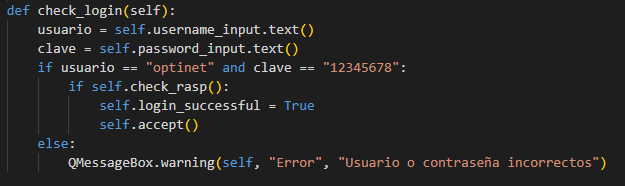 def check_login(self):
    usuario = self.username_input.text()
    clave = self.password_input.text()
    if usuario == "optinet" and clave == "12345678":
        if self.check_rasp():
            self.login_successful = True
            self.accept()
    else:
        QMessageBox.warning(self, "Error", "Usuario o contraseña incorrectos")